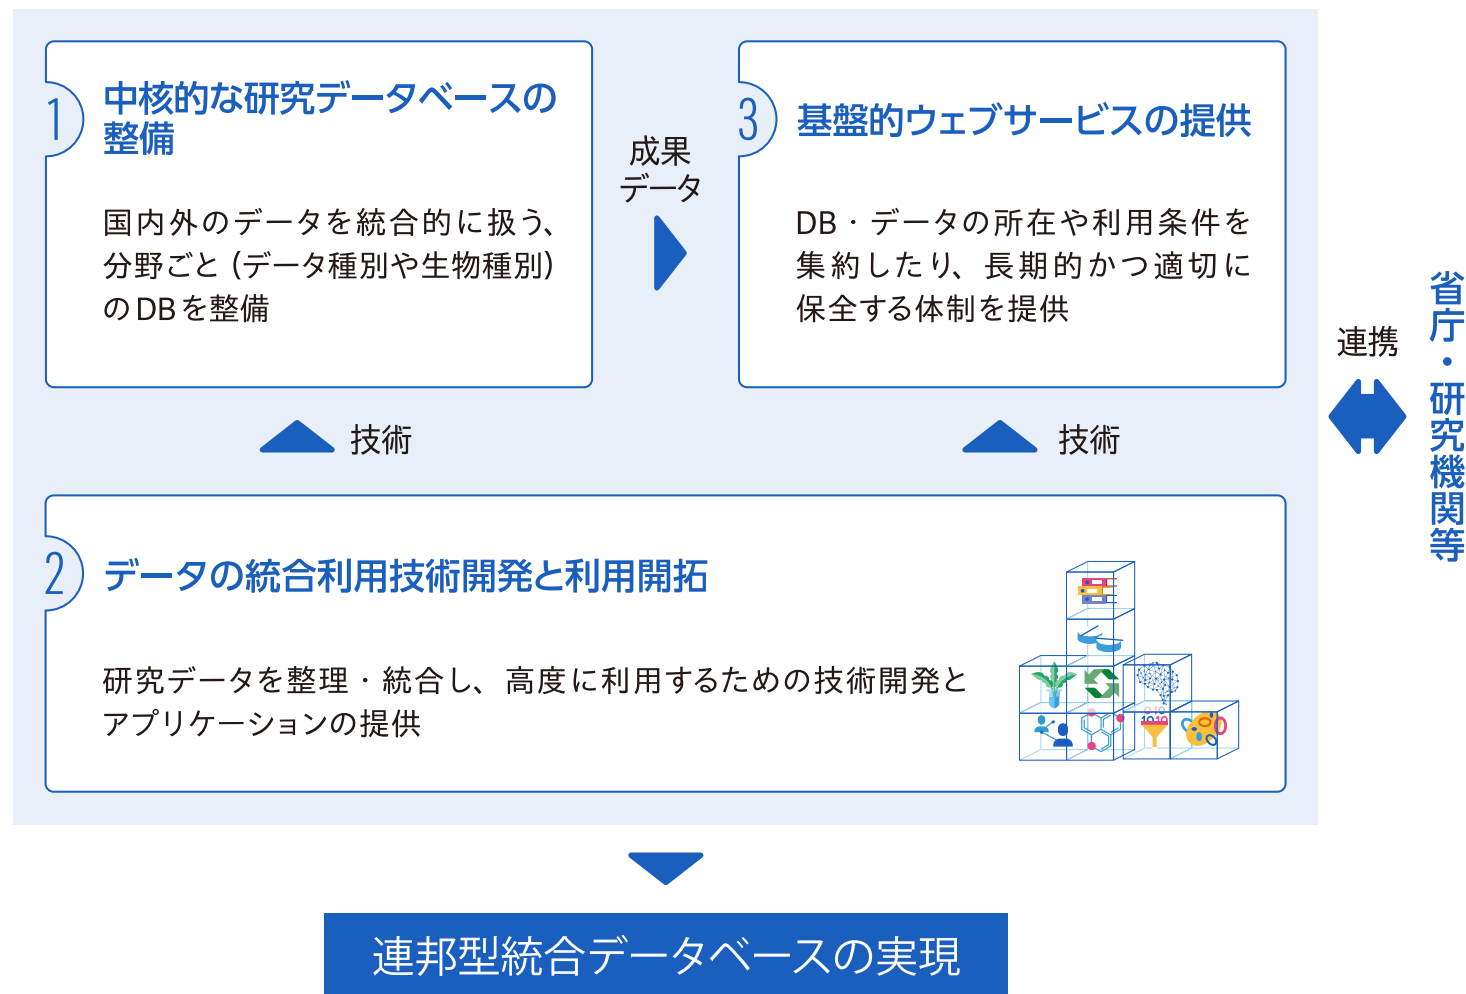 1
中核的な研究データベースの
整備
国内外のデータを統合的に扱う、
分野ごと（データ種別や生物種別）
のDBを整備
成果
データ
3
基盤的ウェブサービスの提供
DB・データの所在や利用条件を
集約したり、長期的かつ適切に
保全する体制を提供
技術
技術
連携
省庁・研究機関等
2
データの統合利用技術開発と利用開拓
研究データを整理・統合し、高度に利用するための技術開発と
アプリケーションの提供
010
1010
連邦型統合データベースの実現